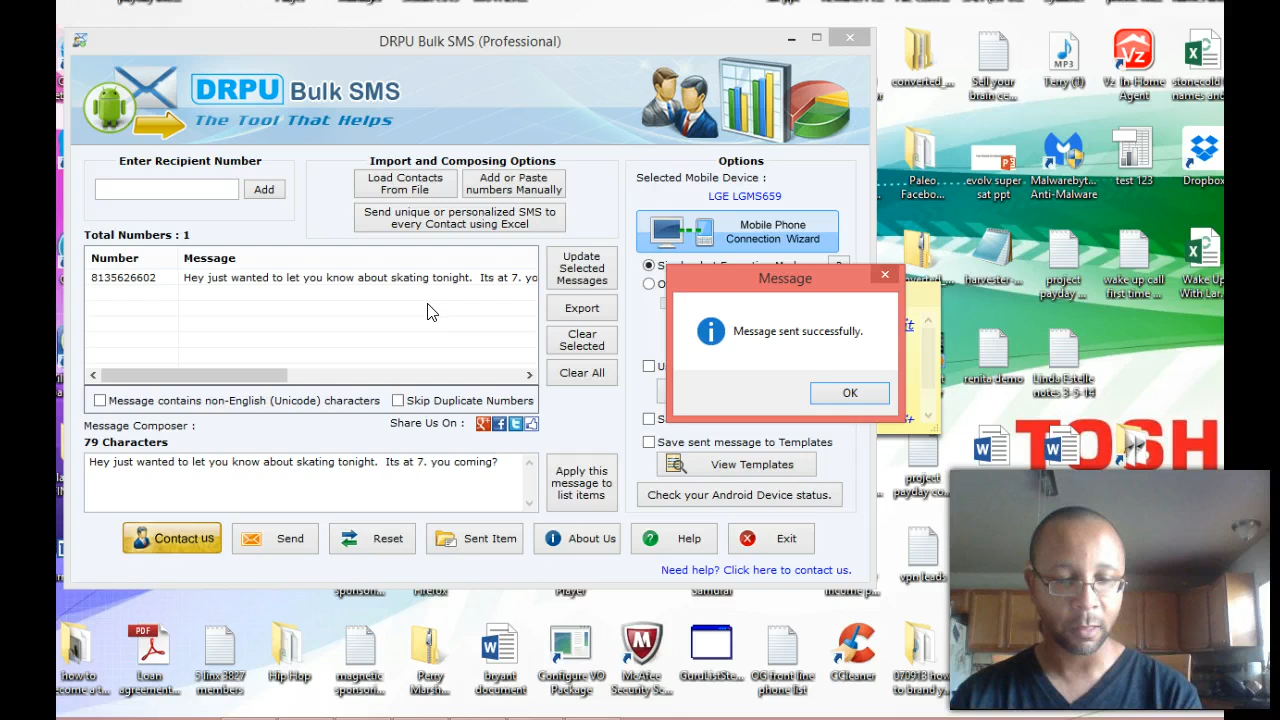 DRPU Bulk SMS (Professional)
DRPU Bulk SMS
The Tool That Helps
Enter Recipient Number
Add
Import and Composing Options
Load Contacts
From File
Add or Paste
numbers Manually
Send unique or personalized SMS to
every Contact using Excel
Options
Selected Mobile Device :
LGE LGMS659
Mobile Phone
Connection Wizard
Total Numbers : 1
Number Message
8135626602 Hey just wanted to let you know about skating tonight. Its at 7. yo
Update
Selected
Messages
Export
Clear
Selected
Clear All
Message
Message sent successfully.
OK
Message contains non-English (Unicode) characters
Skip Duplicate Numbers
Message Composer :
Share Us On :
79 Characters
Hey just wanted to let you know about skating tonight. Its at 7. you coming?
Apply this
message to
list items
Save sent message to Templates
View Templates
Check your Android Device status.
Contact us
Send
Reset
Sent Item
About Us
Help
Exit
Need help? Click here to contact us.
converted_...
Sell your
brain ce...
MP3
Terry (1)
Vz In-Home
Agent
stonecold
names and
Paleo
Facebo...
evolv super
sat ppt
Malwarebyt...
Anti-Malware
test 123
Dropbox
harvester-...
project
payday ...
wake up call
first time ...
Wake Up
With Lar
renita demo
Linda Estelle
notes 3-5-14
TOSH
project
payday co...
vpn leads
how to
become a t...
PDF
Loan
agreement...
5 linx 3827
members
Hip Hop
magnetic
sponsori...
Perry
Marsh...
bryant
document
Configure VO
Package
McAfee
Security Sc...
GuruListSte...
OG front line
phone list
CCleaner
070913 how
to brand y...